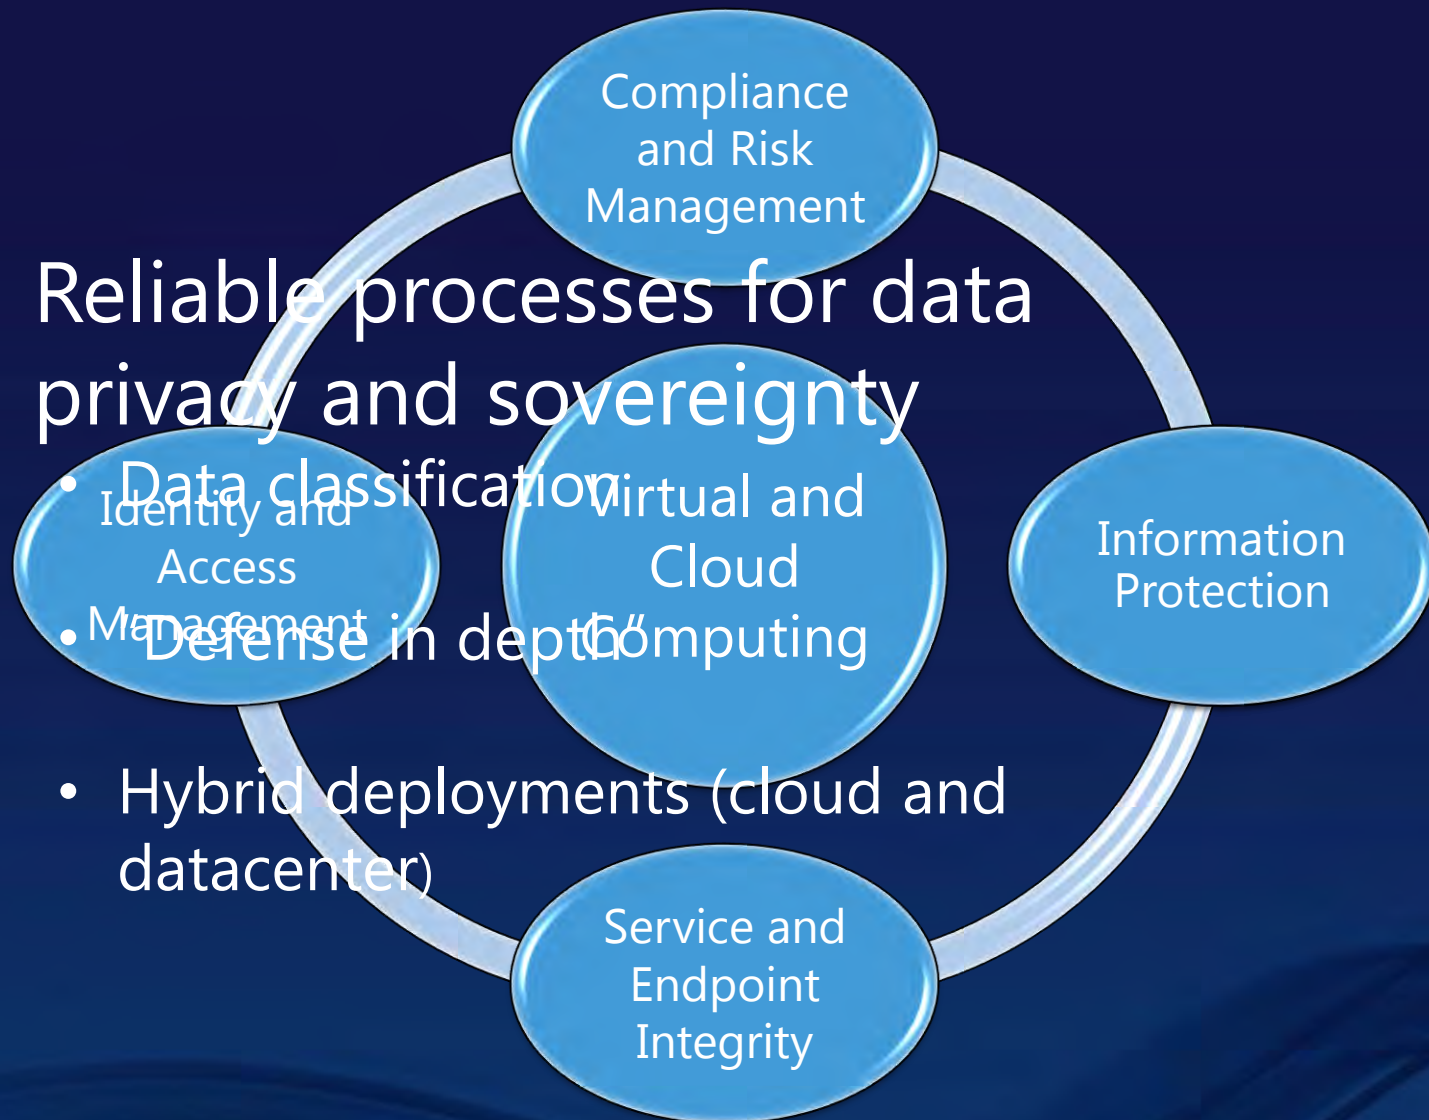 Compliance
and Risk
Management
Reliable processes for data
privacy and sovereignty
• Data classification
Identity and
Access
Management
Virtual and
Cloud
Computing
Information
Protection
• "Defense in depth"
• Hybrid deployments (cloud and
datacenter)
Service and
Endpoint
Integrity